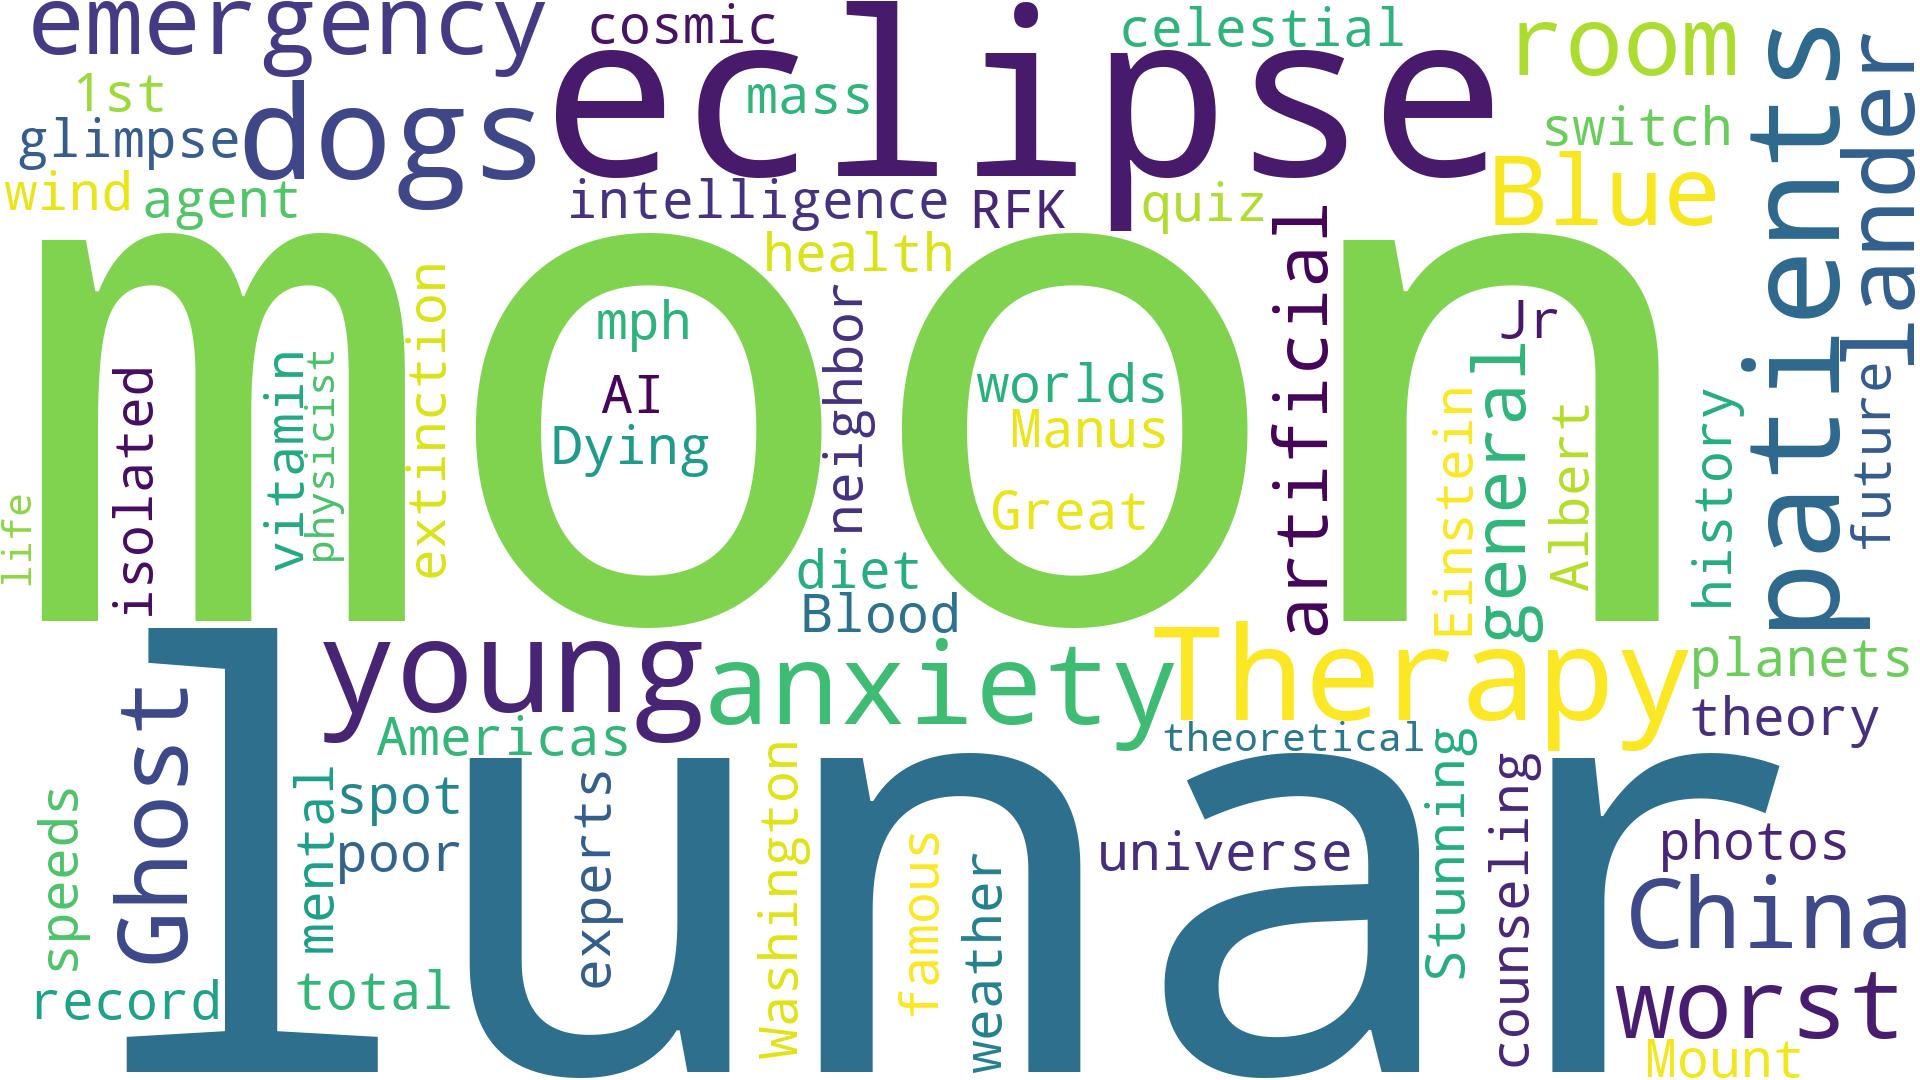 emergency
cosmic
celestial
room
eclipse
1st
mass
dogs
patients
lander
glimpse
switch
wind
agent
intelligence
RFK
quiz
Blue
moon
health
artificial
extinction
mph
neighbor
Jr
isolated
vitamin
physicist
AI
worlds
general
Dying
Manus
Einstein
Albert
history
future
life
Great
diet
Blood
young
anxiety
Therapy
planets
lunar
Ghost
Americas
theoretical
theory
speeds
mental
spot
experts
Washington
Stunning
counseling
poor
famous
weather
universe
photos
China
record
total
worst
Mount